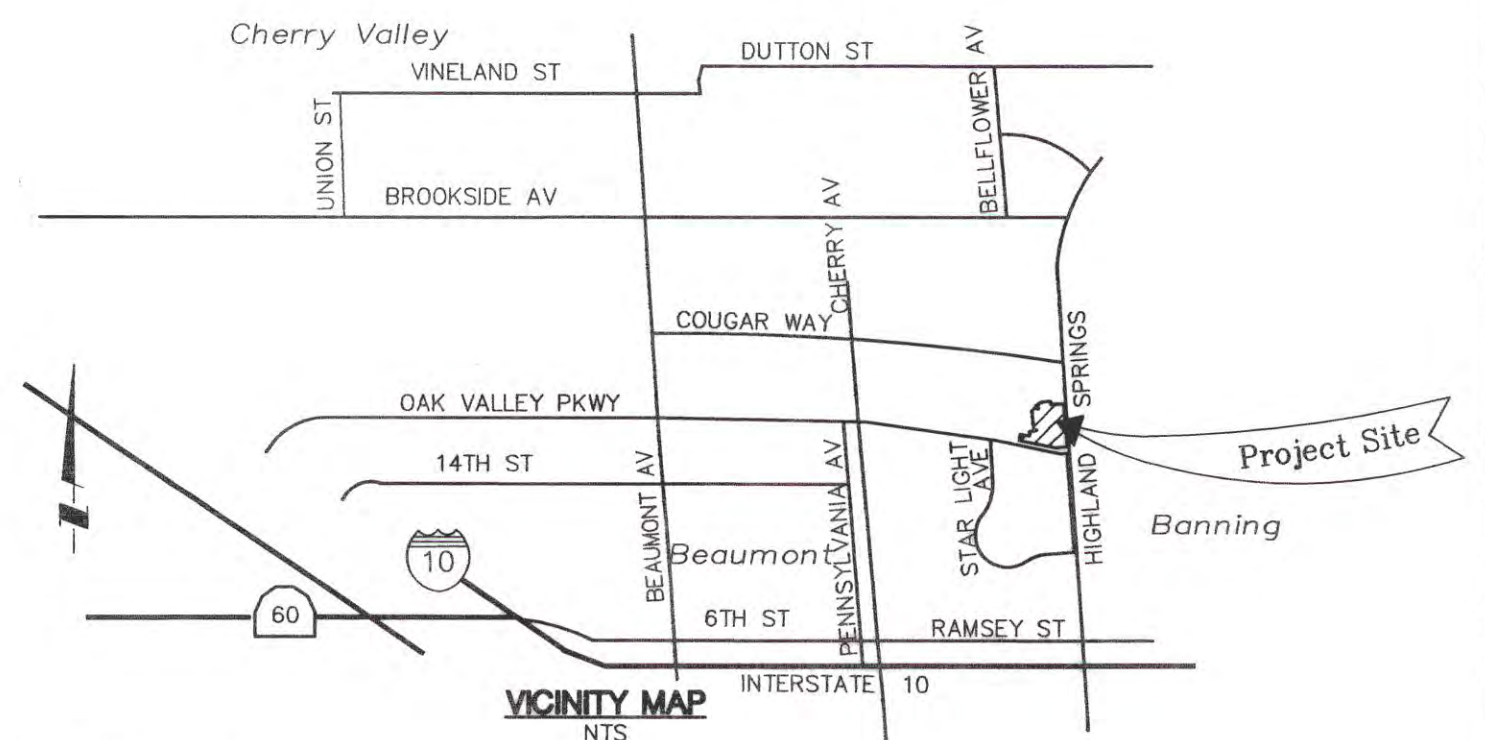 Cherry Valley
DUTTON ST
VINELAND ST
BELLFLOWER AV
UNION ST
BROOKSIDE AV
CHERRY AV
COUGAR WAY
HIGHLAND SPRINGS
OAK VALLEY PKWY
Project Site
14TH ST
BEAUMONT AV
PENNSYLVANIA AV
STAR LIGHT
AVE
Banning
10
Beaumont
60
6TH ST
RAMSEY ST
INTERSTATE 10
VICINITY MAP
NTS
N